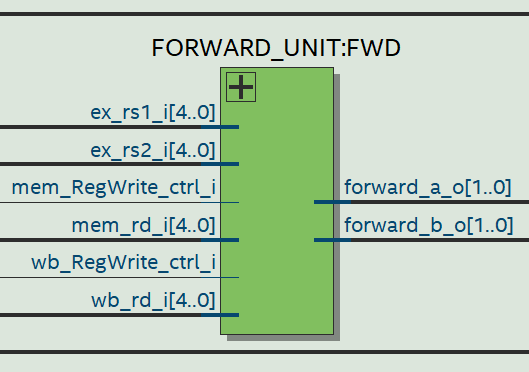 FORWARD_UNIT:FWD
ex_rs1_i[4..0]
ex_rs2_i[4..0]
mem_RegWrite_ctrl_i
forward_a_o[1..0]
mem_rd_i[4..0]
forward_b_o[1..0]
wb_RegWrite_ctrl_i
wb_rd_i[4..0]